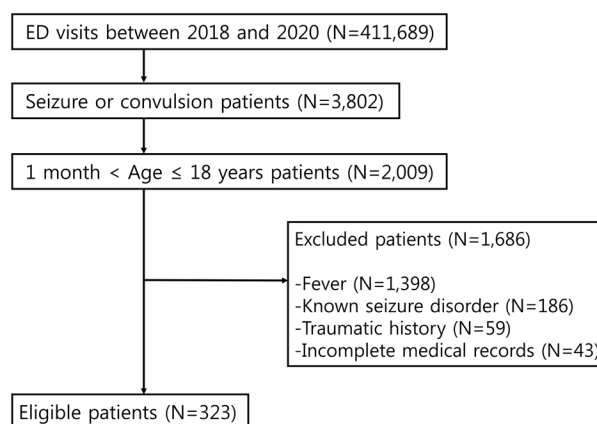 ED visits between 2018 and 2020 (N=411,689)
Seizure or convulsion patients (N=3,802)
1 month < Age ≤ 18 years patients (N=2,009)
Excluded patients (N=1,686)
-Fever (N=1,398)
-Known seizure disorder (N=186)
-Traumatic history (N=59)
-Incomplete medical records (N=43)
Eligible patients (N=323)